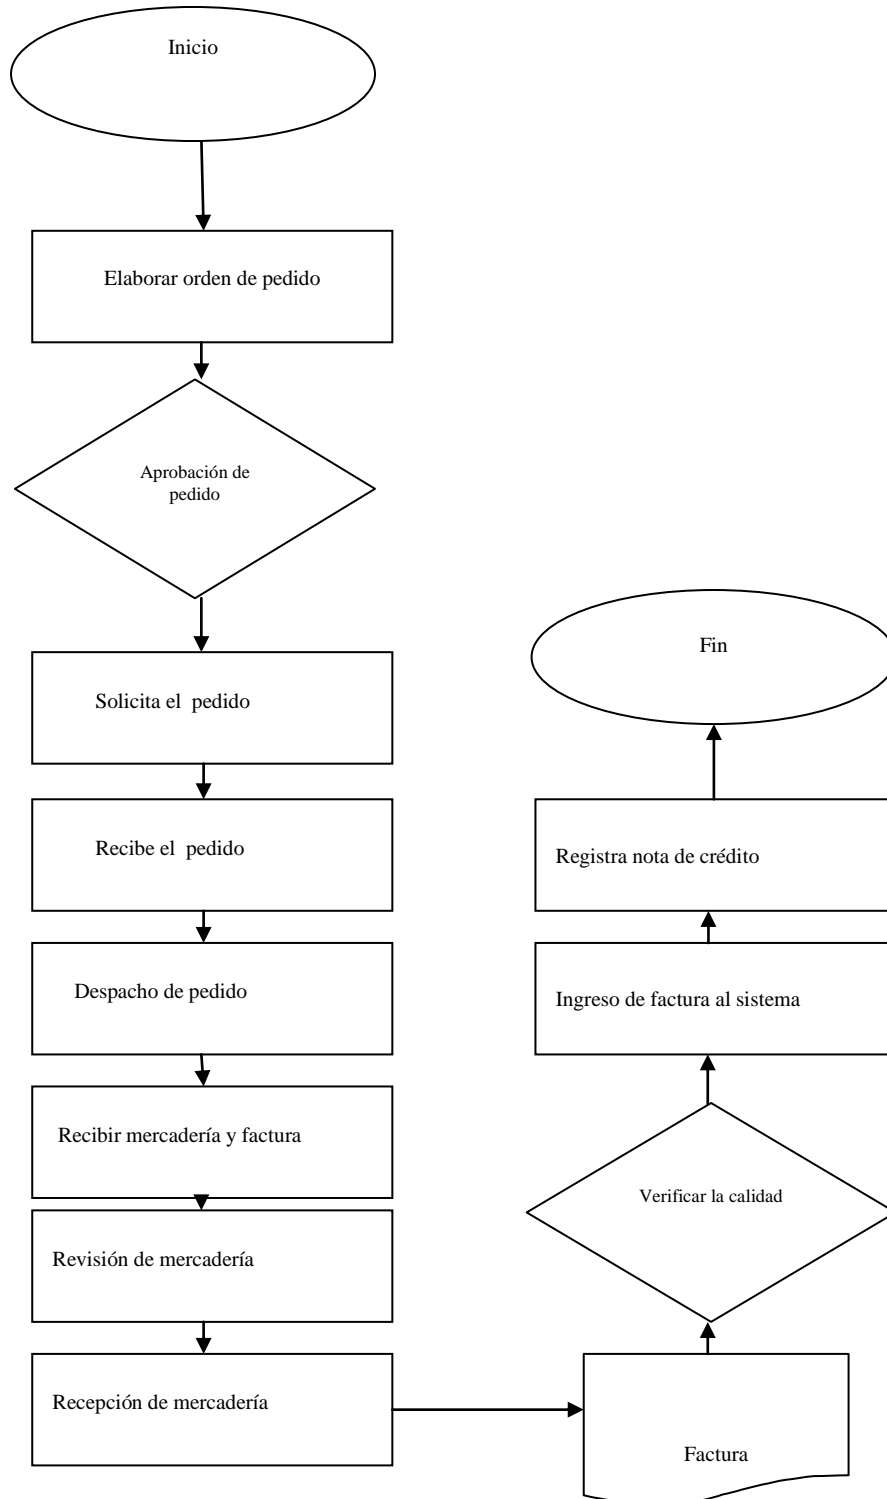 Inicio
Elaborar orden de pedido
Aprobación de
pedido
Solicita el  pedido
Recibe el  pedido
Despacho de pedido
Recibir mercadería y factura
Revisión de mercadería
Recepción de mercadería
Factura
Verificar la calidad
Ingreso de factura al sistema
Registra nota de crédito
Fin